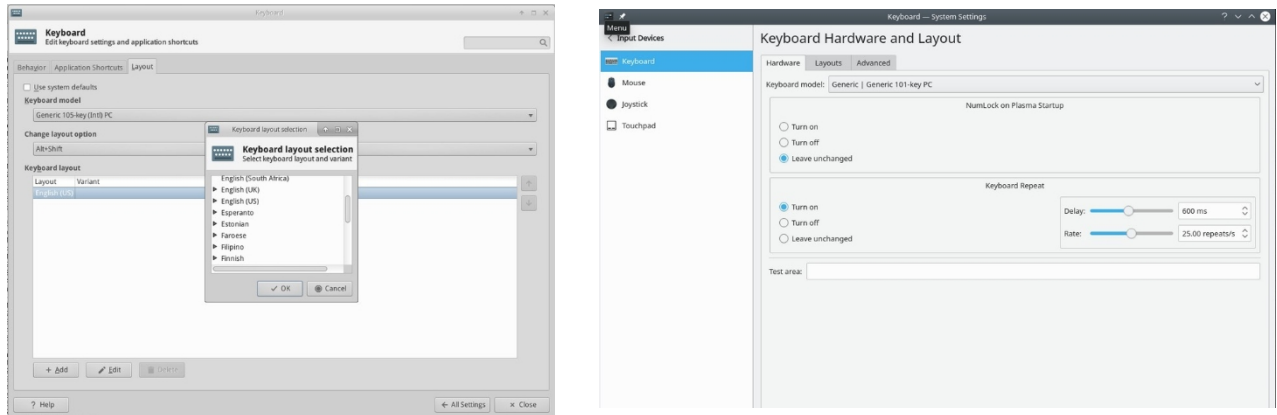 Keyboard
Keyboard
Edit keyboard settings and application shortcuts
Behavior Application Shortcuts Layout
Use system defaults
Keyboard model
Generic 105-key (Intl) PC
Change layout option
Alt+Shift
Keyboard layout
Layout Variant
English (US)
Keyboard layout selection
Keyboard layout selection
Select keyboard layout and variant
English (South Africa)
English (UK)
English (US)
Esperanto
Estonian
Faroese
Filipino
Finnish
OK Cancel
Add Edit Delete
? Help All Settings Close
Keyboard — System Settings
Menu
Input Devices
Keyboard
Mouse
Joystick
Touchpad
Keyboard Hardware and Layout
Hardware Layouts Advanced
Keyboard model: Generic | Generic 101-key PC
NumLock on Plasma Startup
Turn on
Turn off
Leave unchanged
Keyboard Repeat
Turn on
Turn off
Leave unchanged
Delay: 600 ms
Rate: 25.00 repeats/s
Test area: